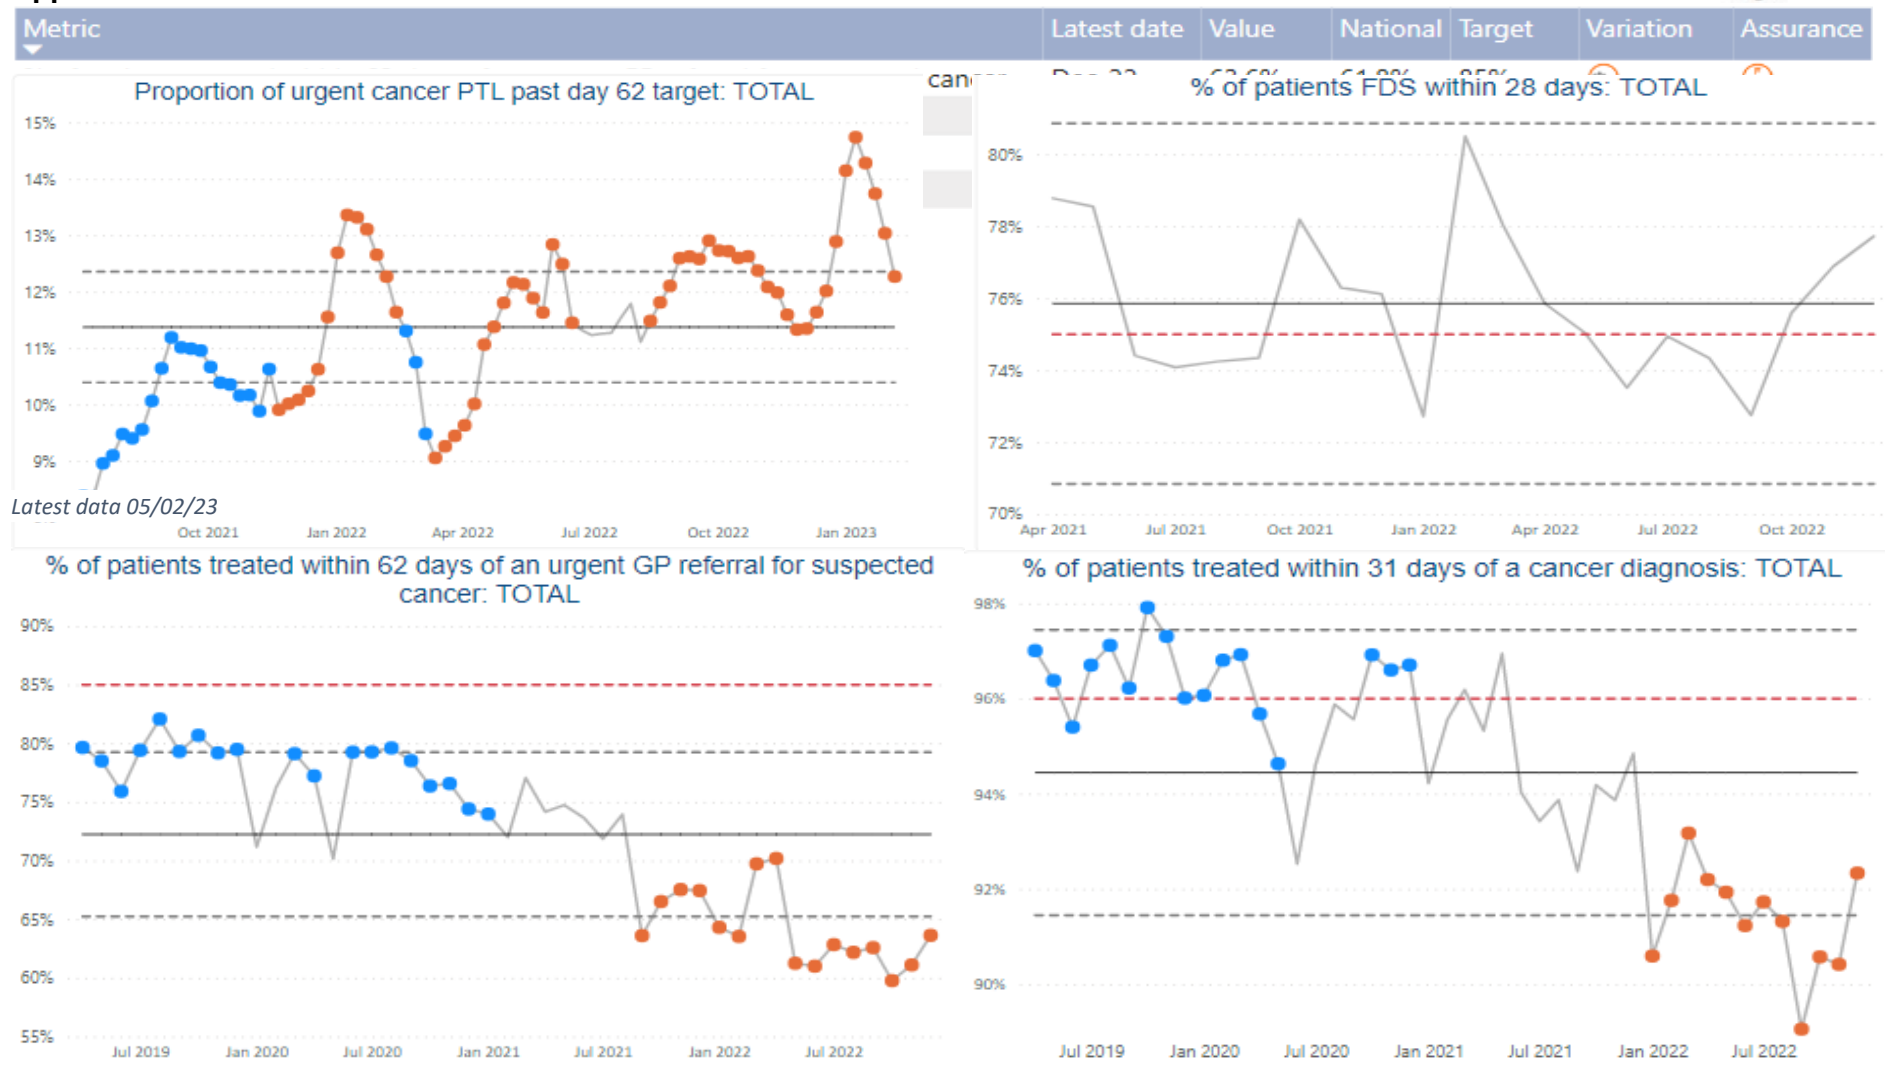 Metric Latest date Value National Target Variation Assurance
Proportion of urgent cancer PTL past day 62 target: TOTAL
15%
14%
13%
12%
11%
10%
9%
Latest data 05/02/23
Oct 2021 Jan 2022 Apr 2022 Jul 2022 Oct 2022 Jan 2023
% of patients FDS within 28 days: TOTAL
80%
78%
76%
74%
72%
70%
Apr 2021 Jul 2021 Oct 2021 Jan 2022 Apr 2022 Jul 2022 Oct 2022
% of patients treated within 62 days of an urgent GP referral for suspected
cancer: TOTAL
90%
85%
80%
75%
70%
65%
60%
55%
Jul 2019 Jan 2020 Jul 2020 Jan 2021 Jul 2021 Jan 2022 Jul 2022
% of patients treated within 31 days of a cancer diagnosis: TOTAL
98%
96%
94%
92%
90%
Jul 2019 Jan 2020 Jul 2020 Jan 2021 Jul 2021 Jan 2022 Jul 2022